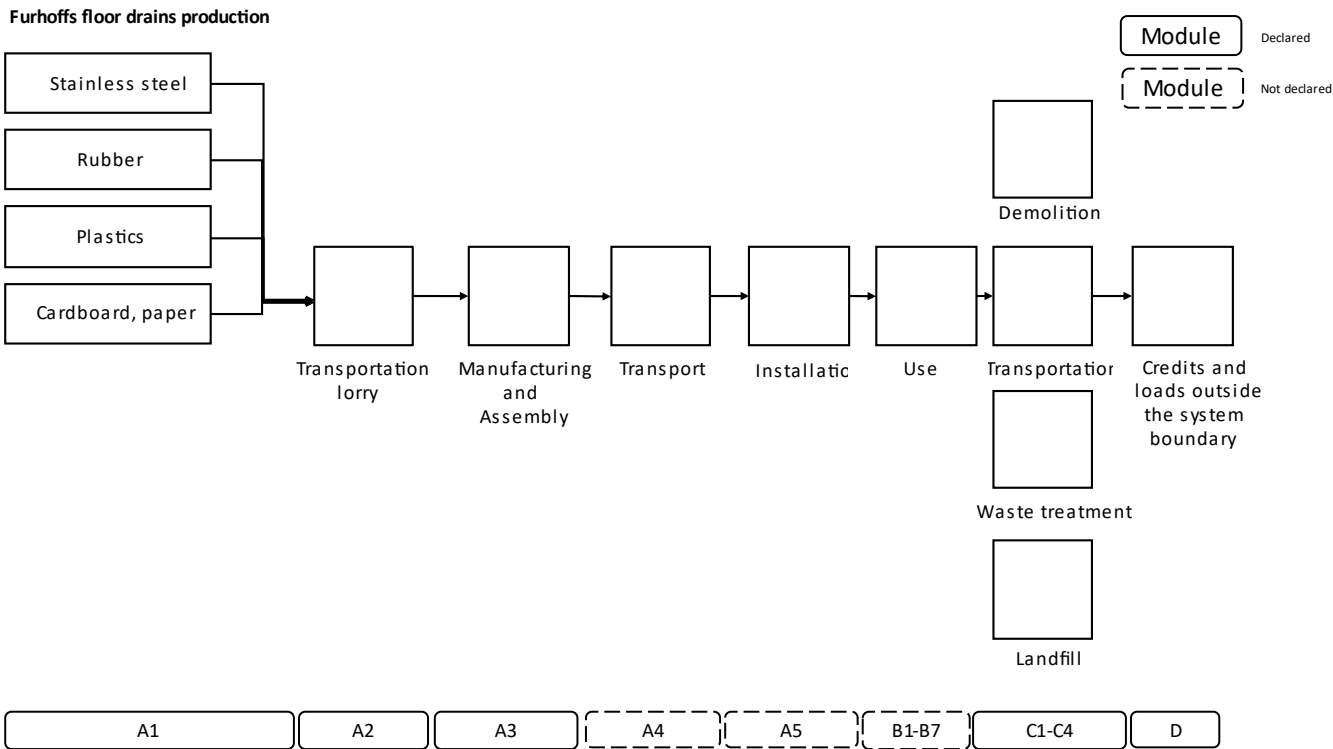 Furhoffs floor drains production
Module
Declared
Module
Not declared
Stainless steel
Rubber
Plastics
Cardboard, paper
Demolition
Transportation
lorry
Manufacturing
and
Assembly
Transport
Installatic
Use
Transportation
Credits and
loads outside
the system
boundary
Waste treatment
Landfill
A1
A2
A3
A4
A5
B1-B7
C1-C4
D